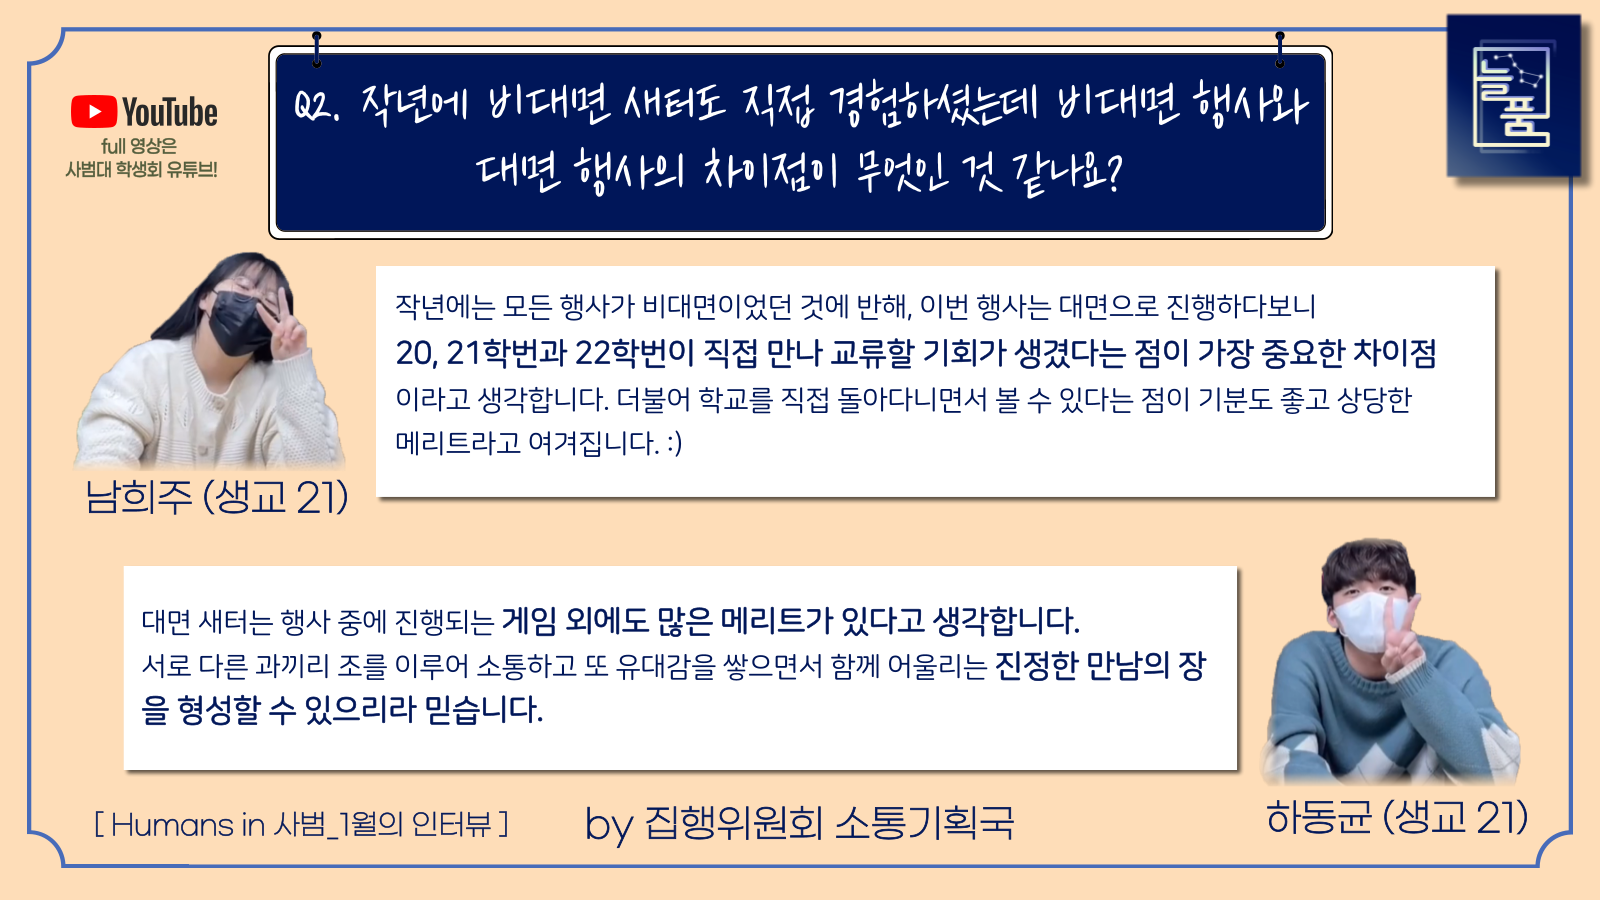 YouTube
full 영상은
사범대 학생회 유튜브!
Q2. 작년에 비대면 새터도 직접 경험하셨는데 비대면 행사와
대면 행사의 차이점이 무엇인 것 같나요?
늘품
작년에는 모든 행사가 비대면이었던 것에 반해, 이번 행사는 대면으로 진행하다보니
20, 21학번과 22학번이 직접 만나 교류할 기회가 생겼다는 점이 가장 중요한 차이점
이라고 생각합니다. 더불어 학교를 직접 돌아다니면서 볼 수 있다는 점이 기분도 좋고 상당한
메리트라고 여겨집니다. :)
남희주 (생교 21)
대면 새터는 행사 중에 진행되는 게임 외에도 많은 메리트가 있다고 생각합니다.
서로 다른 과끼리 조를 이루어 소통하고 또 유대감을 쌓으면서 함께 어울리는 진정한 만남의 장
을 형성할 수 있으리라 믿습니다.
하동균 (생교 21)
[ Humans in 사범_1월의 인터뷰 ]
by 집행위원회 소통기획국